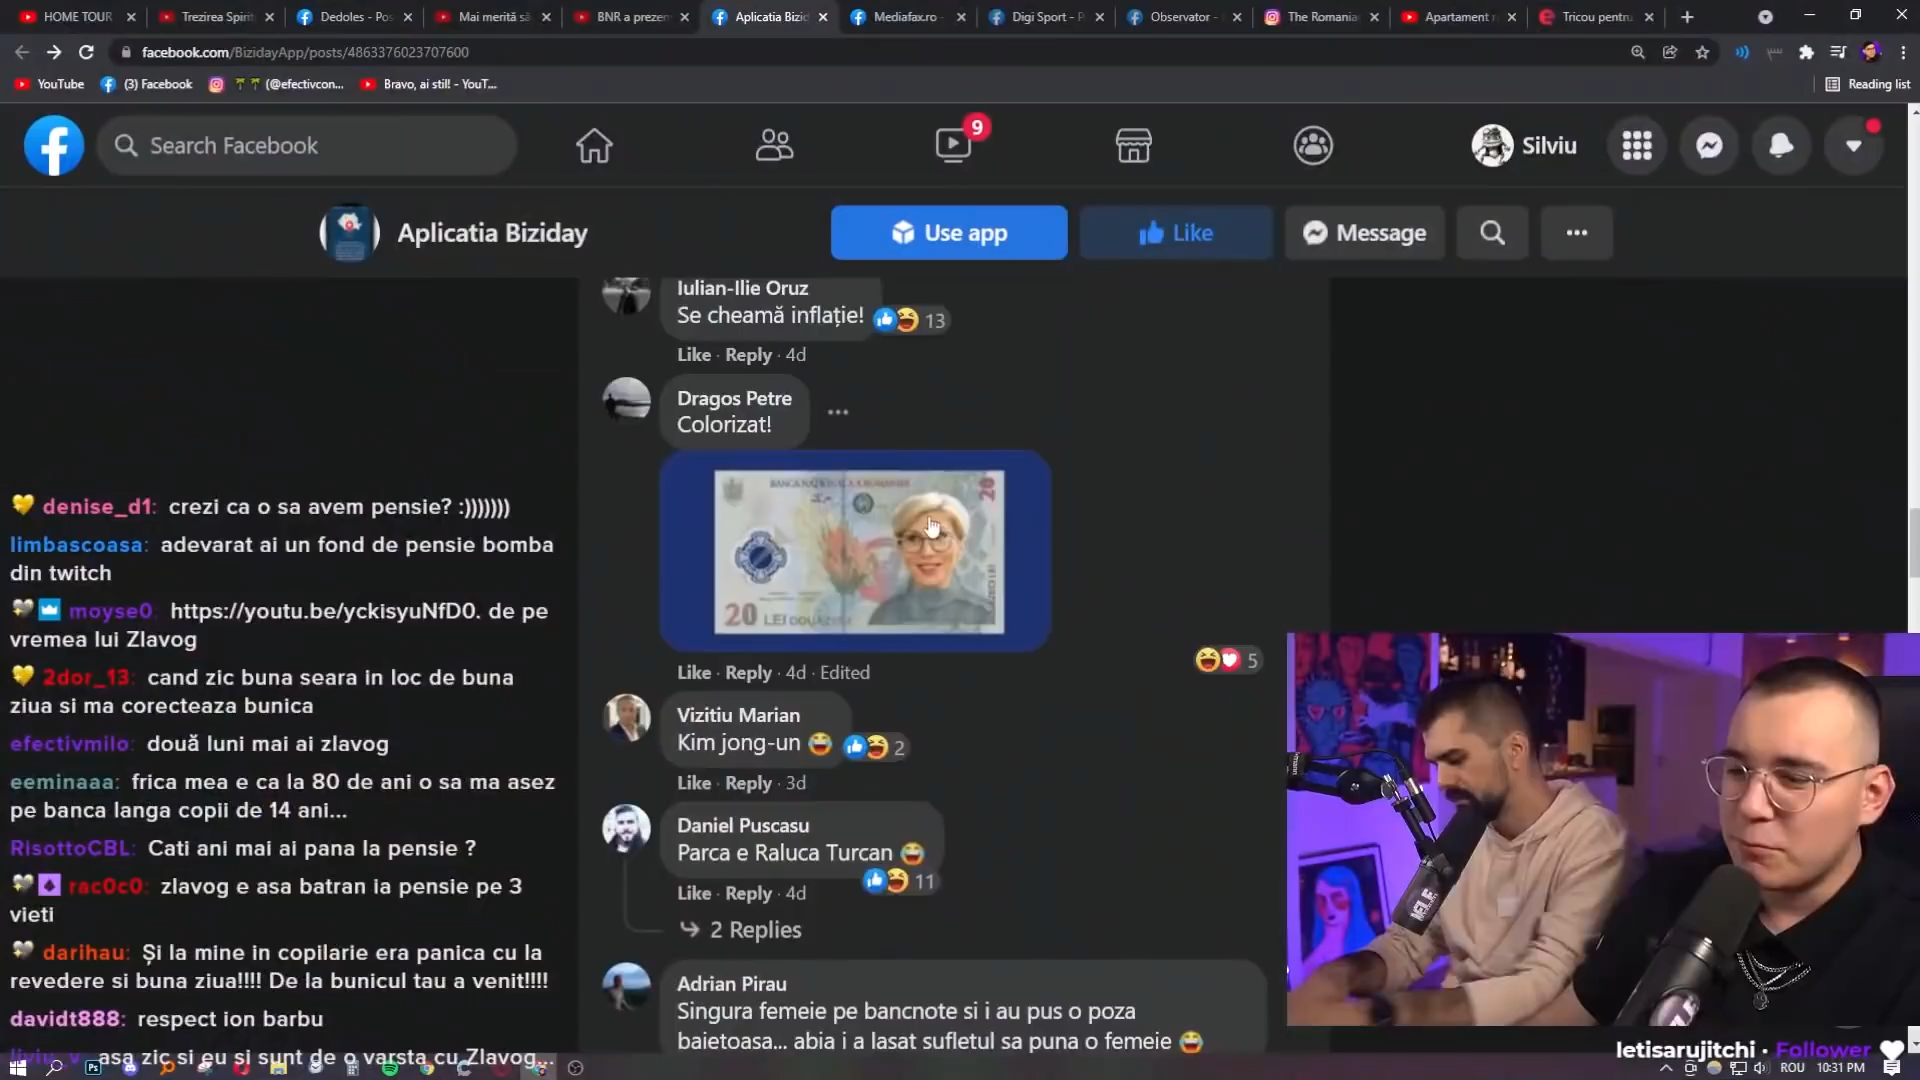 HOME TOUR
Trezirea Spirit
Dedoles - Pos
Mai merită să
BNR a prezen
Aplicatia Bizid
Mediafax.ro -
Digi Sport - P
Observator -
The Romania
Apartament
Tricou pentru
facebook.com/BizidayApp/posts/4863376023707600
YouTube
(3) Facebook
(@efectivcon...
Bravo, ai stil! - YouT...
Reading list
Search Facebook
9
Silviu
Aplicatia Biziday
Use app
Like
Message
Iulian-Ilie Oruz
Se cheamă inflație!
13
Like · Reply · 4d
Dragos Petre
Colorizat!
BANCA NAȚIONALA A ROMANIEI
20
20 LEI
Like · Reply · 4d · Edited
5
Vizitiu Marian
Kim jong-un 😂
2
Like · Reply · 3d
Daniel Puscasu
Parca e Raluca Turcan 😂
11
Like · Reply · 4d
2 Replies
Adrian Pirau
Singura femeie pe bancnote si i au pus o poza
baietoasa... abia i a lasat sufletul sa puna o femeie 😂
denise_d1: crezi ca o sa avem pensie? :)))))))
limbascoasa: adevarat ai un fond de pensie bomba
din twitch
moyse0: https://youtu.be/yckisyuNfD0. de pe
vremea lui Zlavog
2dor_13: cand zic buna seara in loc de buna
ziua si ma corecteaza bunica
efectivmilo: două luni mai ai zlavog
eeminaaa: frica mea e ca la 80 de ani o sa ma asez
pe banca langa copii de 14 ani...
RisottoCBL: Cati ani mai ai pana la pensie ?
rac0c0: zlavog e asa batran ia pensie pe 3
vieti
darihau: Și la mine in copilarie era panica cu la
revedere si buna ziua!!!! De la bunicul tau a venit!!!!
davidt888: respect ion barbu
asa zic si eu si sunt de o varsta cu Zlavog...
letisarujitchi · Follower
ROU
10:31 PM